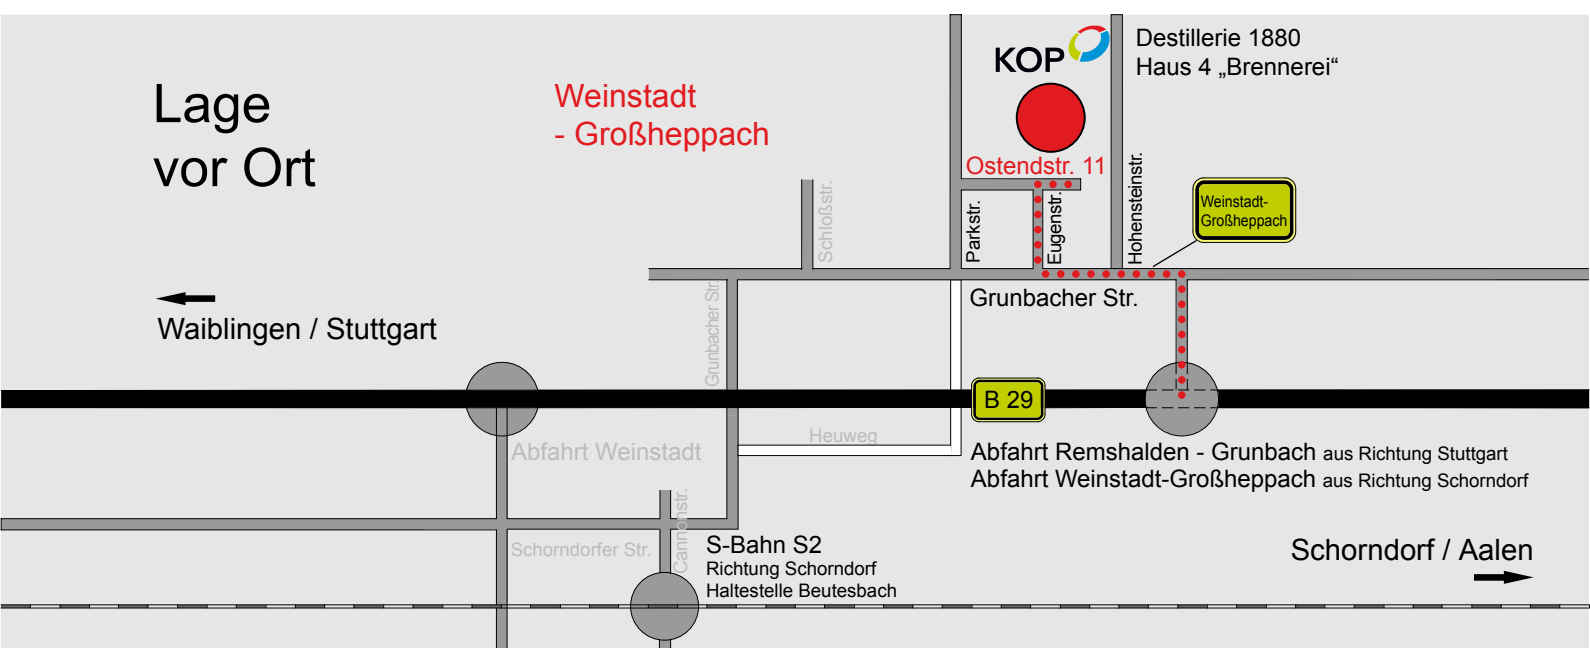 Lage
vor Ort
Weinstadt
- Großheppach
KOP
Destillerie 1880
Haus 4 „Brennerei“
Ostendstr. 11
Schloßstr.
Parkstr.
Eugenstr.
Hohensteinstr.
Weinstadt-
Großheppach
Grunbacher Str.
Grunbacher Str.
Waiblingen / Stuttgart
B 29
Heuweg
Abfahrt Weinstadt
Abfahrt Remshalden - Grunbach aus Richtung Stuttgart
Abfahrt Weinstadt-Großheppach aus Richtung Schorndorf
Schorndorfer Str.
Cannonstr.
S-Bahn S2
Richtung Schorndorf
Haltestelle Beutesbach
Schorndorf / Aalen